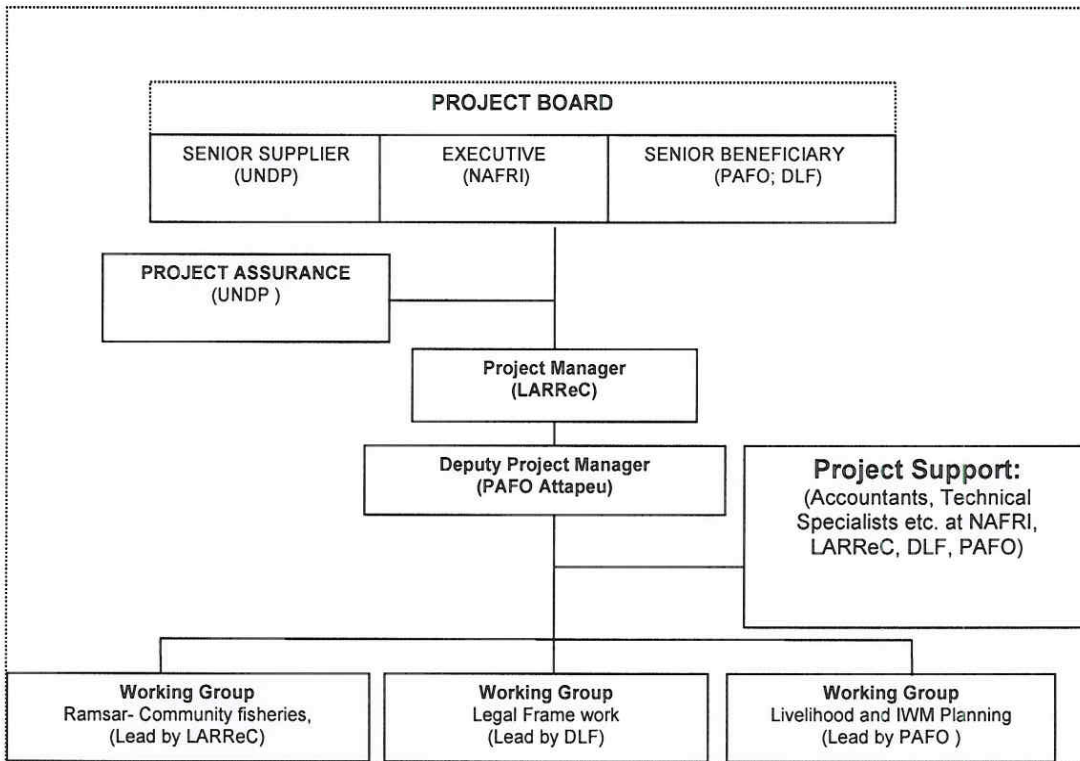 PROJECT BOARD
SENIOR SUPPLIER
(UNDP)
EXECUTIVE
(NAFRI)
SENIOR BENEFICIARY
(PAFO; DLF)
PROJECT ASSURANCE
(UNDP )
Project Manager
(LARReC)
Deputy Project Manager
(PAFO Attapeu)
Project Support:
(Accountants, Technical
Specialists etc. at NAFRI,
LARReC, DLF, PAFO)
Working Group
Ramsar- Community fisheries,
(Lead by LARReC)
Working Group
Legal Frame work
(Lead by DLF)
Working Group
Livelihood and IWM Planning
(Lead by PAFO )